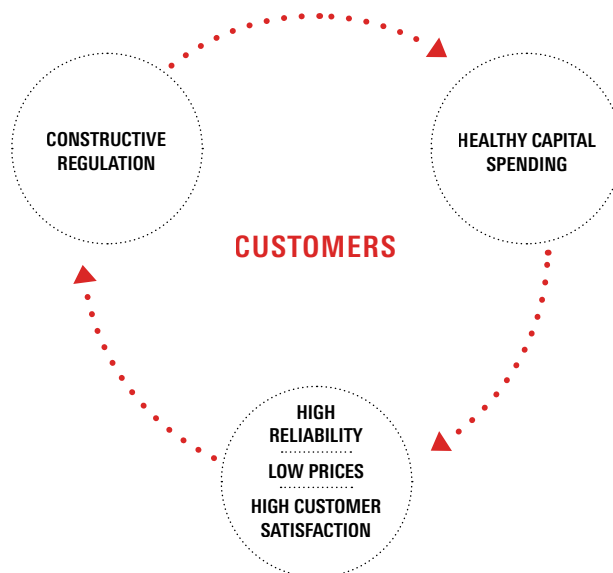 CONSTRUCTIVE
REGULATION
HEALTHY CAPITAL
SPENDING
CUSTOMERS
HIGH
RELIABILITY
LOW PRICES
HIGH CUSTOMER
SATISFACTION